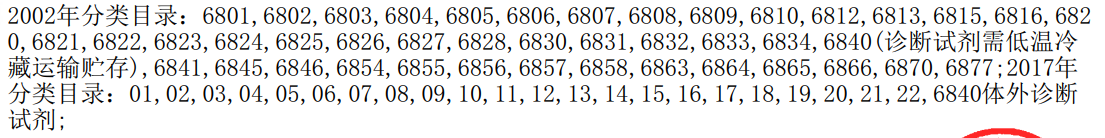 2002年分类目录：6801,6802,6803,6804,6805,6806,6807,6808,6809,6810,6812,6813,6815,6816,682
0,6821,6822,6823,6824,6825,6826,6827,6828,6830,6831,6832,6833,6834,6840(诊断试剂需低温冷
藏运输贮存),6841,6845,6846,6854,6855,6856,6857,6858,6863,6864,6865,6866,6870,6877;2017年
分类目录：01,02,03,04,05,06,07,08,09,10,11,12,13,14,15,16,17,18,19,20,21,22,6840体外诊断
试剂;